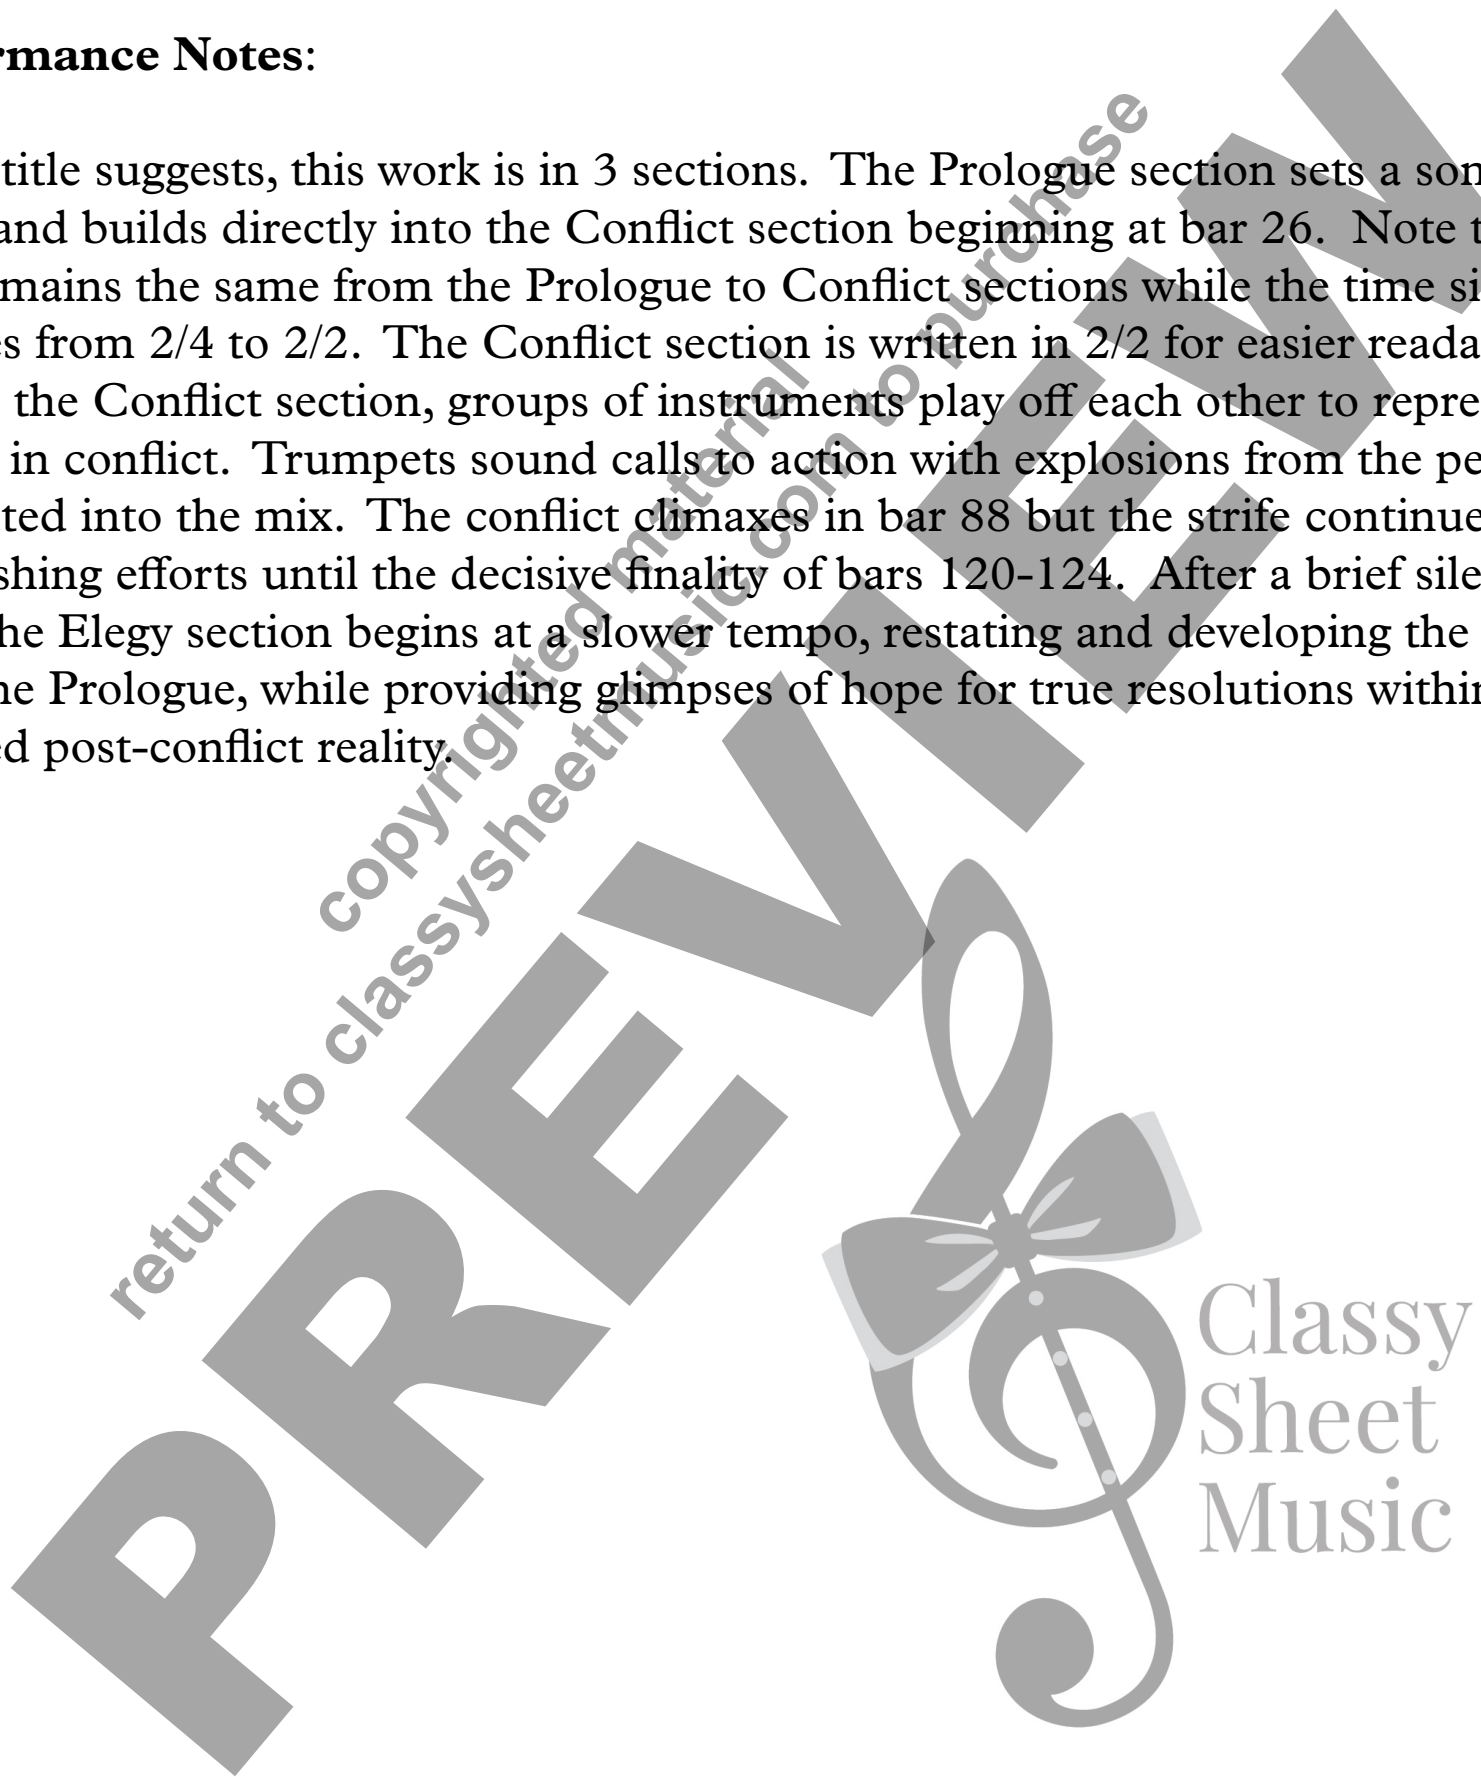 rmance Notes:
title suggests, this work is in 3 sections. The Prologue section sets a som
and builds directly into the Conflict section beginning at bar 26. Note t
mains the same from the Prologue to Conflict sections while the time si
es from 2/4 to 2/2. The Conflict section is written in 2/2 for easier reada
the Conflict section, groups of instruments play off each other to repre
in conflict. Trumpets sound calls to action with explosions from the pe
ted into the mix. The conflict climaxes in bar 88 but the strife continue
shing efforts until the decisive finality of bars 120-124. After a brief sile
he Elegy section begins at a slower tempo, restating and developing the
ne Prologue, while providing glimpses of hope for true resolutions within
ed post-conflict reality.
copyrighted material
return to classysheetmusic.com to purchase
PREVIEW
Classy
Sheet
Music